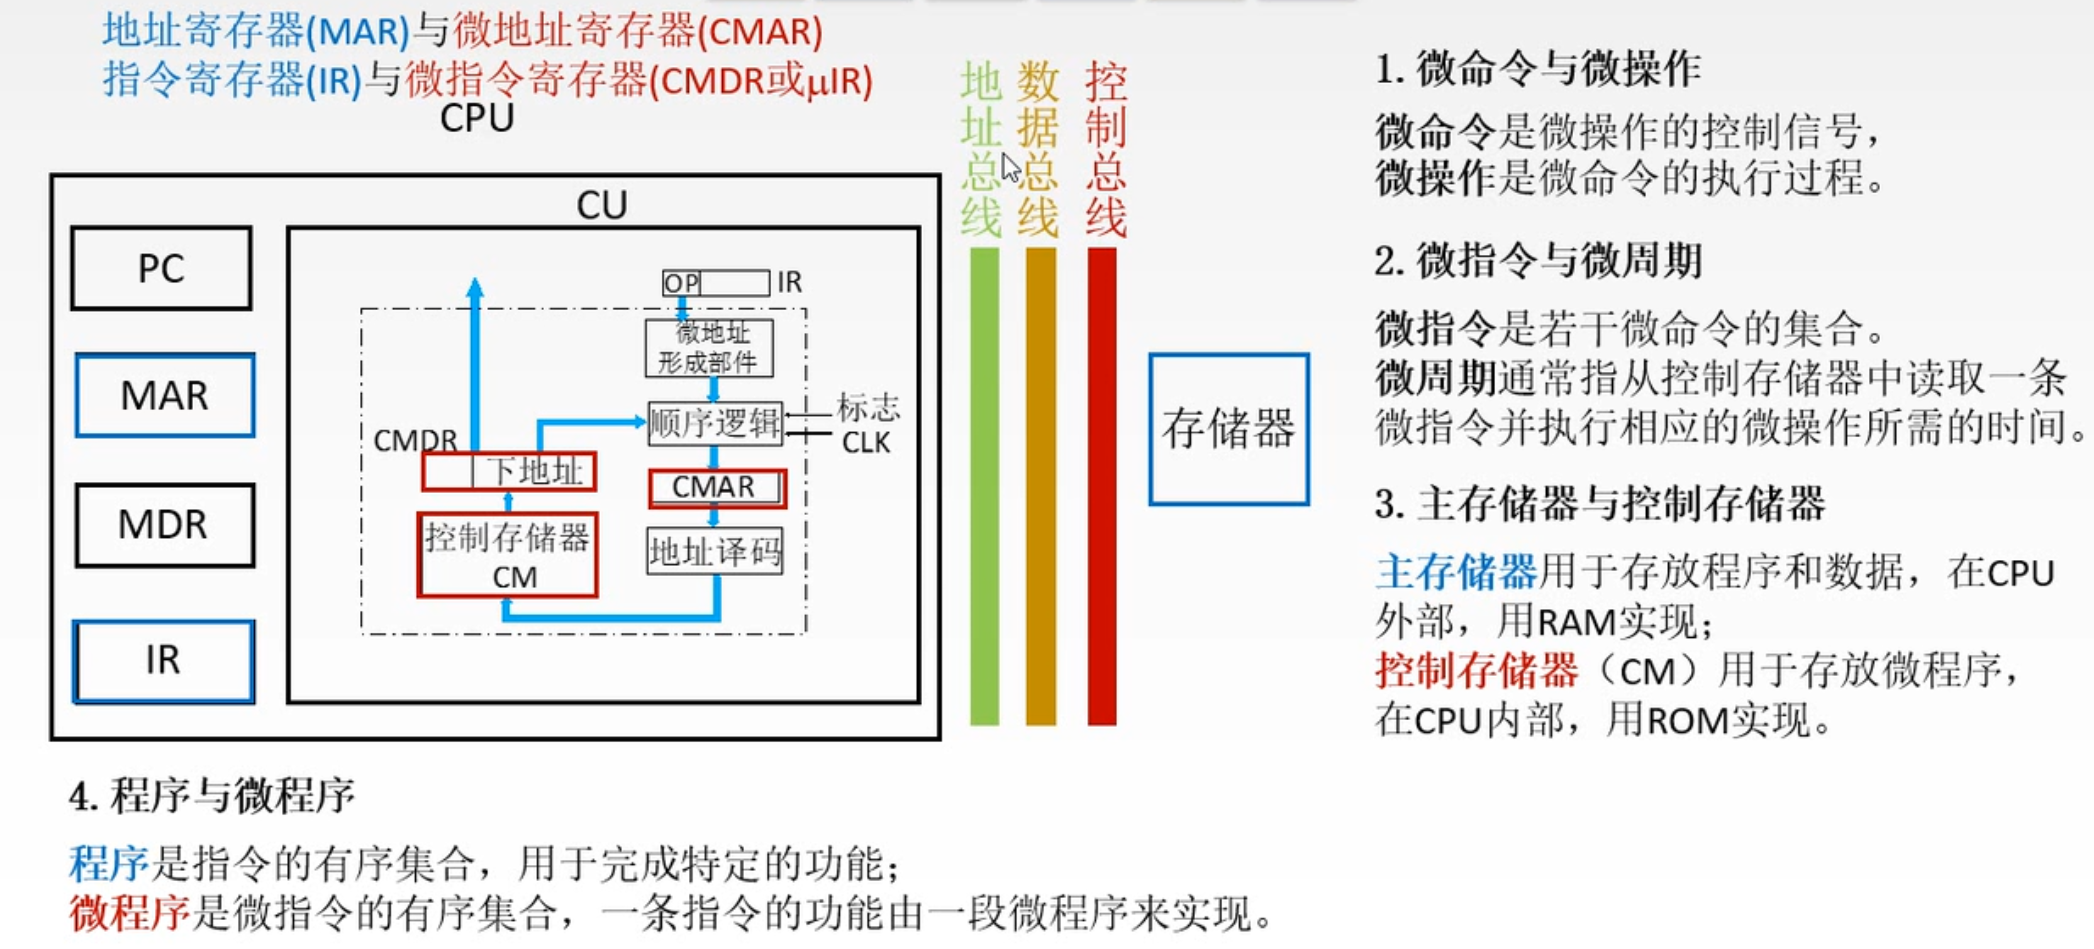 地址寄存器(MAR)与微地址寄存器(CMAR)
指令寄存器(IR)与微指令寄存器(CMDR或μIR)
CPU
CU
PC
MAR
MDR
IR
OP
IR
微地址
形成部件
顺序逻辑
标志
CLK
CMDR
下地址
CMAR
控制存储器
CM
地址译码
地址总线
数据总线
控制总线
存储器
1. 微命令与微操作
微命令是微操作的控制信号，
微操作是微命令的执行过程。
2. 微指令与微周期
微指令是若干微命令的集合。
微周期通常指从控制存储器中读取一条
微指令并执行相应的微操作所需的时间。
3. 主存储器与控制存储器
主存储器用于存放程序和数据，在CPU
外部，用RAM实现；
控制存储器（CM）用于存放微程序，
在CPU内部，用ROM实现。
4. 程序与微程序
程序是指令的有序集合，用于完成特定的功能；
微程序是微指令的有序集合，一条指令的功能由一段微程序来实现。